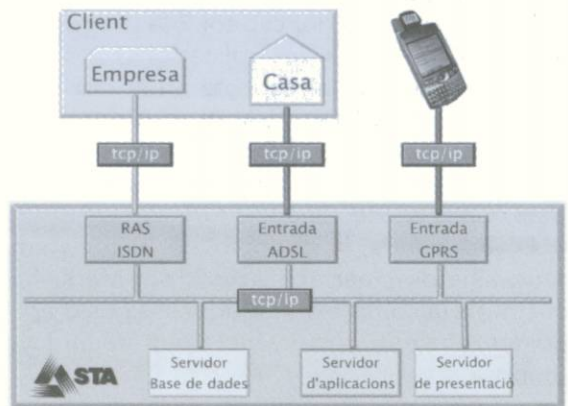 Client
Empresa
Casa
tcp/ip
tcp/ip
tcp/ip
RAS
ISDN
Entrada
ADSL
Entrada
GPRS
tcp/ip
STA
Servidor
Base de dades
Servidor
d'aplicacions
Servidor
de presentació